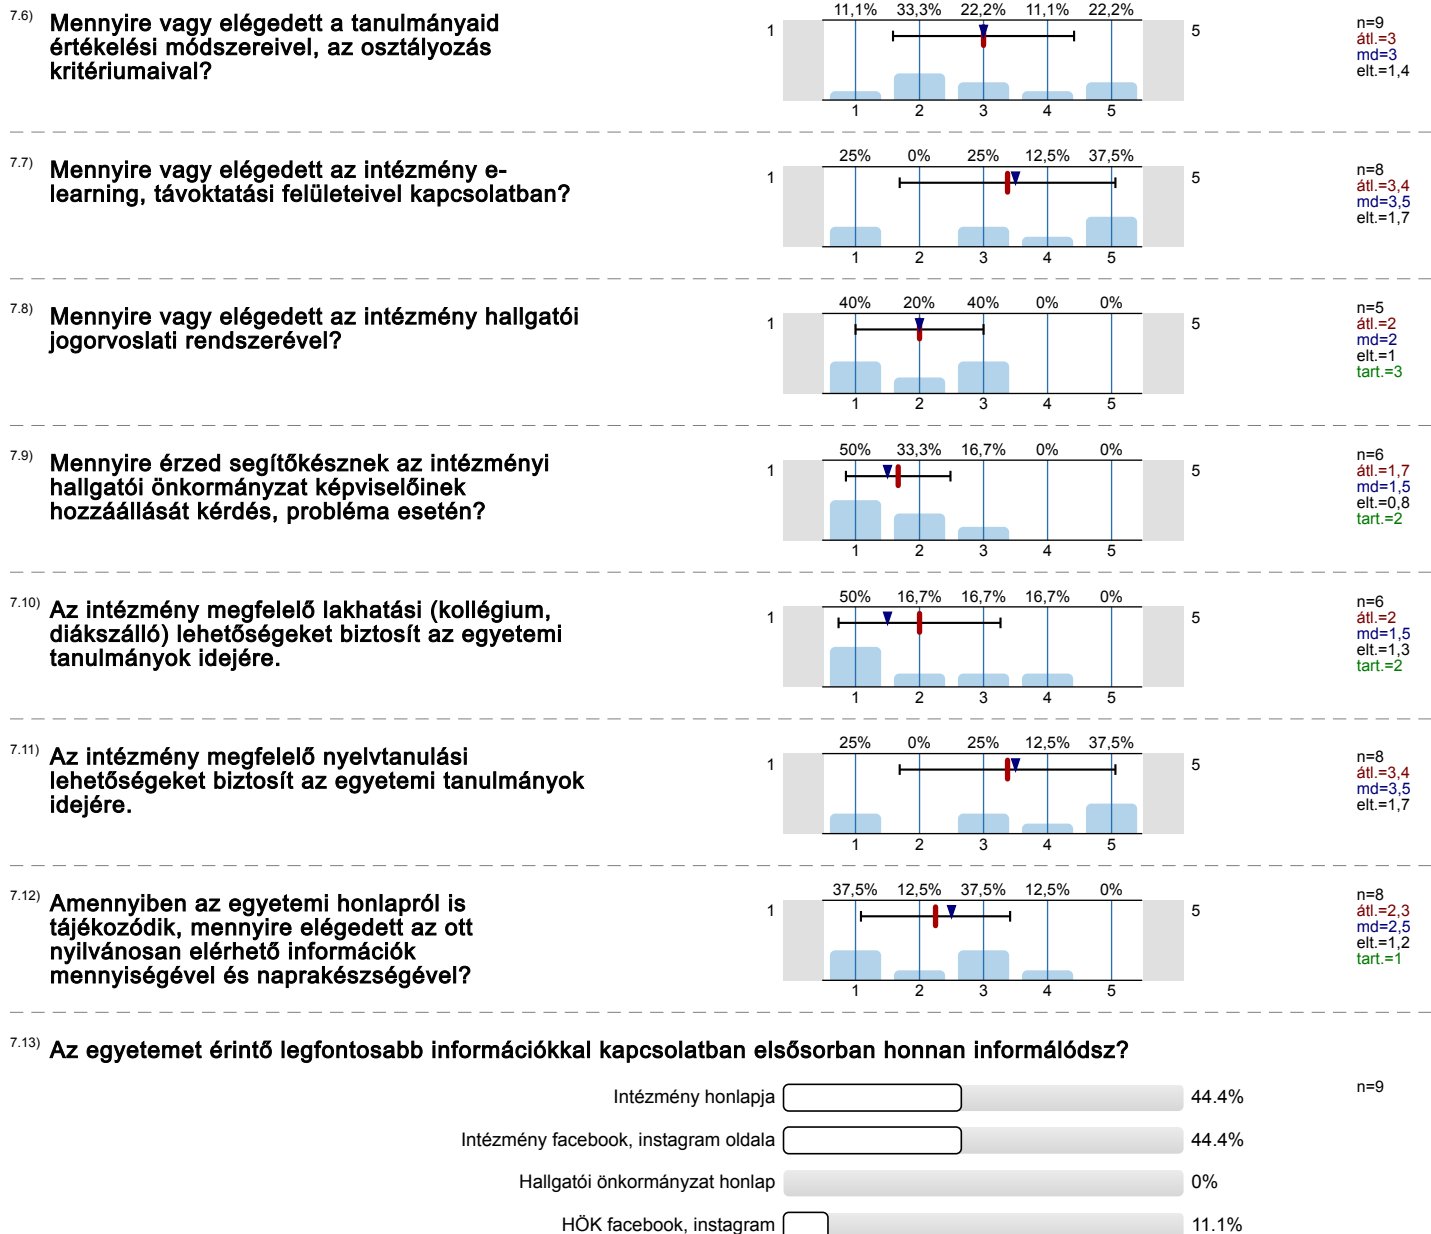 7.6) Mennyire vagy elégedett a tanulmányaid
értékelési módszereivel, az osztályozás
kritériumaival?
11,1% 33,3% 22,2% 11,1% 22,2%
1 5
1 2 3 4 5
n=9
átl.=3
md=3
elt.=1,4
7.7) Mennyire vagy elégedett az intézmény e-
learning, távoktatási felületeivel kapcsolatban?
25% 0% 25% 12,5% 37,5%
1 5
1 2 3 4 5
n=8
átl.=3,4
md=3,5
elt.=1,7
7.8) Mennyire vagy elégedett az intézmény hallgatói
jogorvoslati rendszerével?
40% 20% 40% 0% 0%
1 5
1 2 3 4 5
n=5
átl.=2
md=2
elt.=1
tart.=3
7.9) Mennyire érzed segítőkésznek az intézményi
hallgatói önkormányzat képviselőinek
hozzáállását kérdés, probléma esetén?
50% 33,3% 16,7% 0% 0%
1 5
1 2 3 4 5
n=6
átl.=1,7
md=1,5
elt.=0,8
tart.=2
7.10) Az intézmény megfelelő lakhatási (kollégium,
diákszálló) lehetőségeket biztosít az egyetemi
tanulmányok idejére.
50% 16,7% 16,7% 16,7% 0%
1 5
1 2 3 4 5
n=6
átl.=2
md=1,5
elt.=1,3
tart.=2
7.11) Az intézmény megfelelő nyelvtanulási
lehetőségeket biztosít az egyetemi tanulmányok
idejére.
25% 0% 25% 12,5% 37,5%
1 5
1 2 3 4 5
n=8
átl.=3,4
md=3,5
elt.=1,7
7.12) Amennyiben az egyetemi honlapról is
tájékozódik, mennyire elégedett az ott
nyilvánosan elérhető információk
mennyiségével és naprakészségével?
37,5% 12,5% 37,5% 12,5% 0%
1 5
1 2 3 4 5
n=8
átl.=2,3
md=2,5
elt.=1,2
tart.=1
7.13) Az egyetemet érintő legfontosabb információkkal kapcsolatban elsősorban honnan informálódsz?
Intézmény honlapja 44.4% n=9
Intézmény facebook, instagram oldala 44.4%
Hallgatói önkormányzat honlap 0%
HÖK facebook, instagram 11.1%